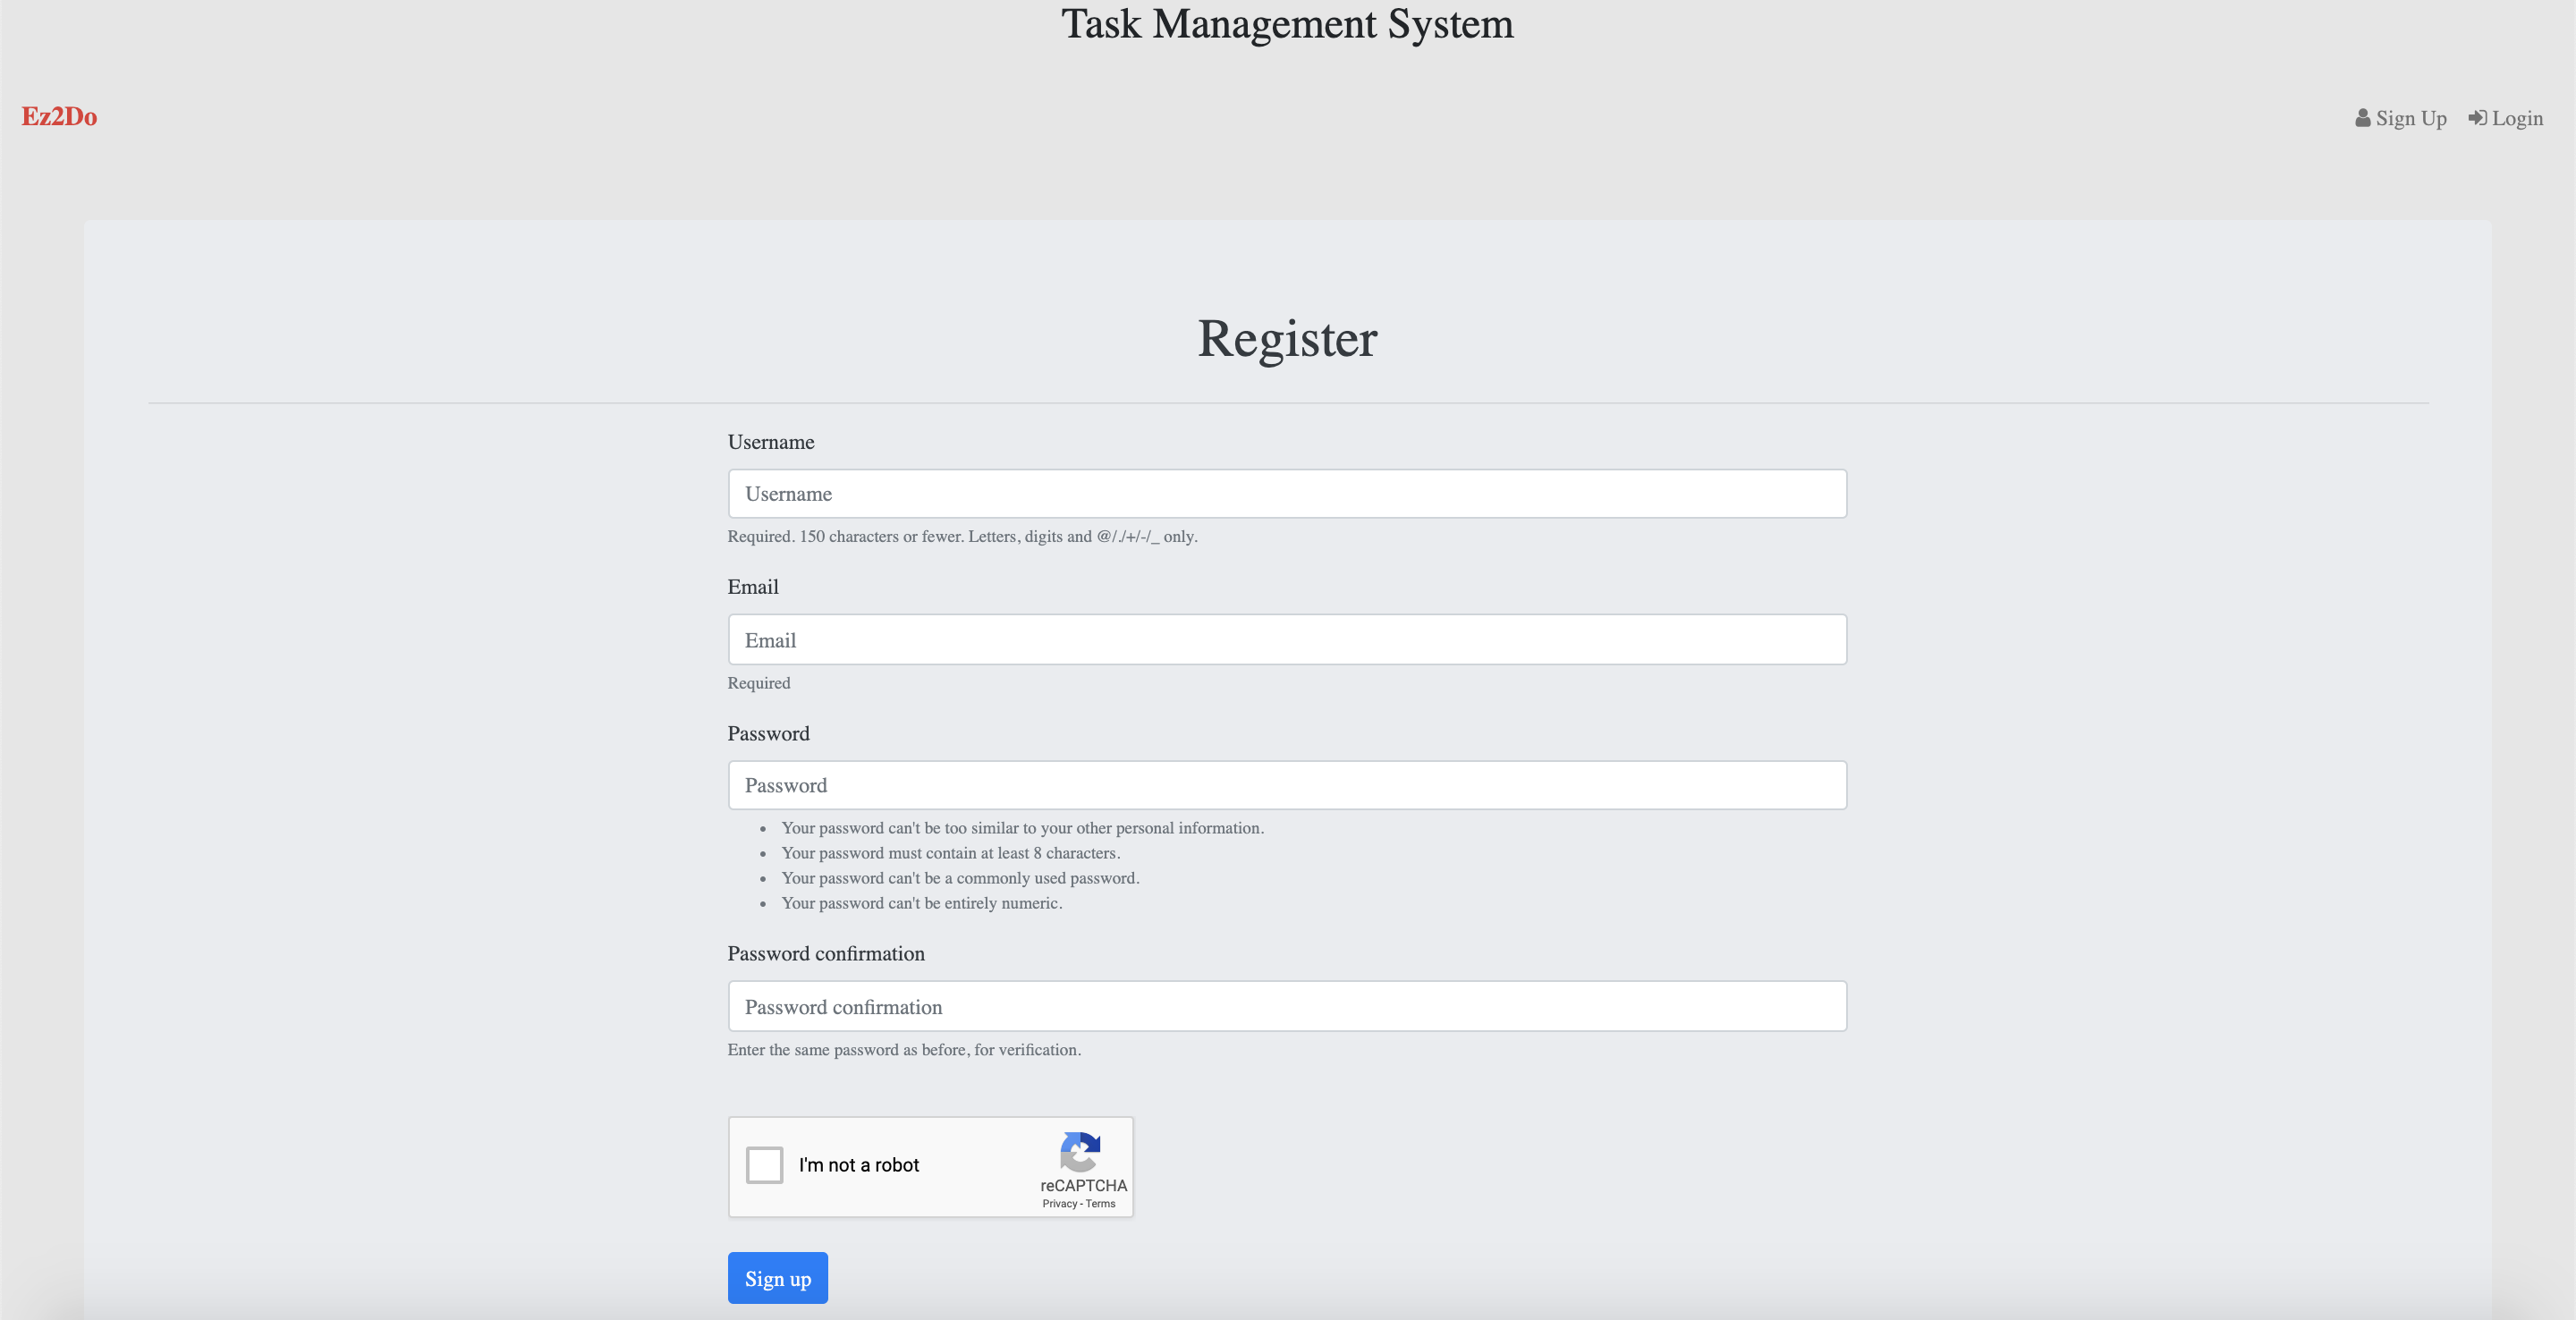 Task Management System
Ez2Do
Sign Up
Login
Register
Username
Username
Required. 150 characters or fewer. Letters, digits and @/./+/-/_ only.
Email
Email
Required
Password
Password
Your password can't be too similar to your other personal information.
Your password must contain at least 8 characters.
Your password can't be a commonly used password.
Your password can't be entirely numeric.
Password confirmation
Password confirmation
Enter the same password as before, for verification.
I'm not a robot
reCAPTCHA
Privacy - Terms
Sign up